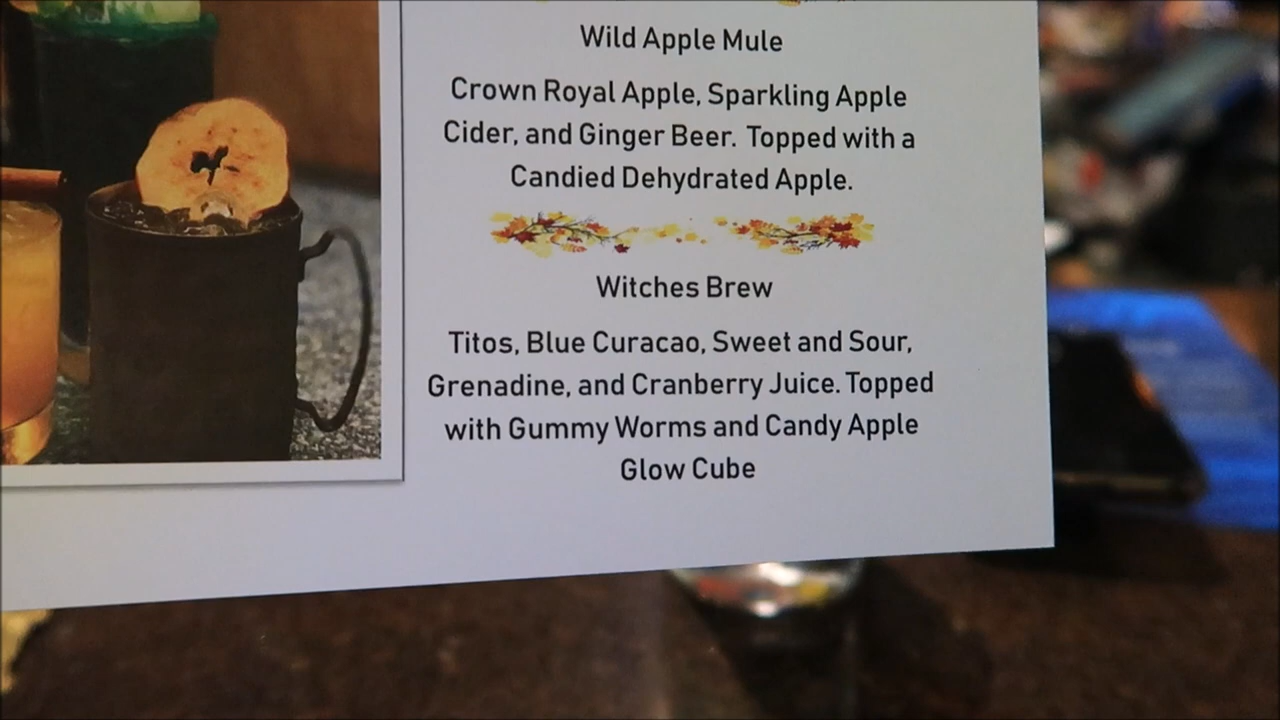 Wild Apple Mule
Crown Royal Apple, Sparkling Apple
Cider, and Ginger Beer. Topped with a
Candied Dehydrated Apple.
Witches Brew
Titos, Blue Curacao, Sweet and Sour,
Grenadine, and Cranberry Juice. Topped
with Gummy Worms and Candy Apple
Glow Cube